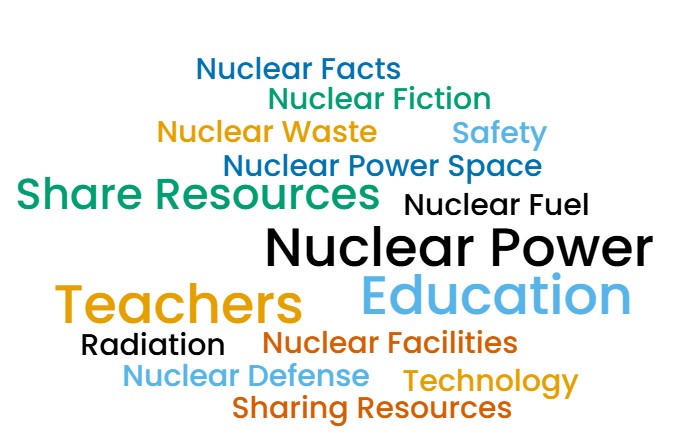 Nuclear Facts
Nuclear Fiction
Nuclear Waste
Safety
Nuclear Power Space
Share Resources
Nuclear Fuel
Nuclear Power
Education
Teachers
Radiation
Nuclear Facilities
Nuclear Defense
Technology
Sharing Resources